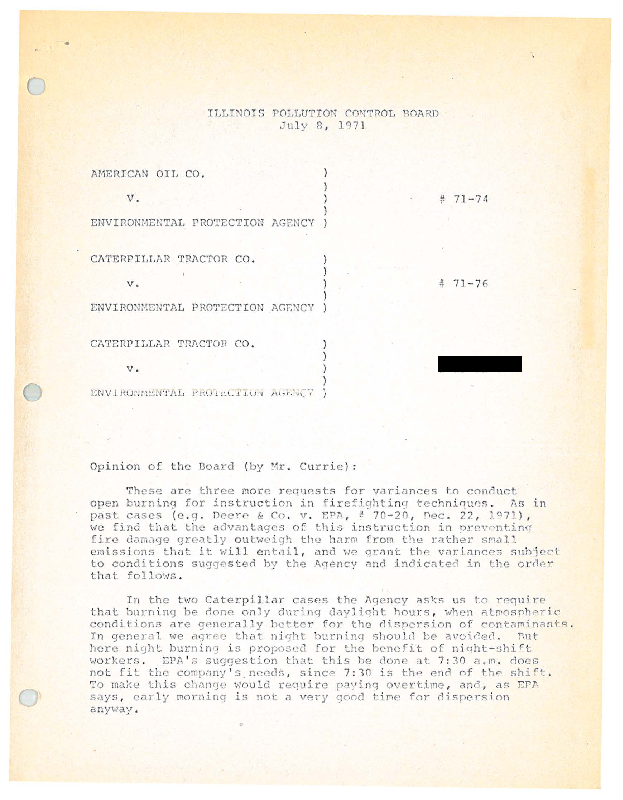 ILLINOIS POLLUTION CONTROL BOARD
July 8, 1971
AMERICAN OIL CO. )
)
v. ) # 71-74
)
ENVIRONMENTAL PROTECTION AGENCY )
CATERPILLAR TRACTOR CO. )
)
v. ) # 71-76
)
ENVIRONMENTAL PROTECTION AGENCY )
CATERPILLAR TRACTOR CO. )
)
v. )
)
ENVIRONMENTAL PROTECTION AGENCY )
Opinion of the Board (by Mr. Currie):
These are three more requests for variances to conduct
open burning for instruction in firefighting techniques. As in
past cases (e.g. Deere & Co. v. EPA, # 70-20, Dec. 22, 1971),
we find that the advantages of this instruction in preventing
fire damage greatly outweigh the harm from the rather small
emissions that it will entail, and we grant the variances subject
to conditions suggested by the Agency and indicated in the order
that follows.
In the two Caterpillar cases the Agency asks us to require
that burning be done only during daylight hours, when atmospheric
conditions are generally better for the dispersion of contaminants.
In general we agree that night burning should be avoided. But
here night burning is proposed for the benefit of night-shift
workers. EPA's suggestion that this be done at 7:30 a.m. does
not fit the company's needs, since 7:30 is the end of the shift.
To make this change would require paying overtime, and, as EPA
says, early morning is not a very good time for dispersion
anyway.